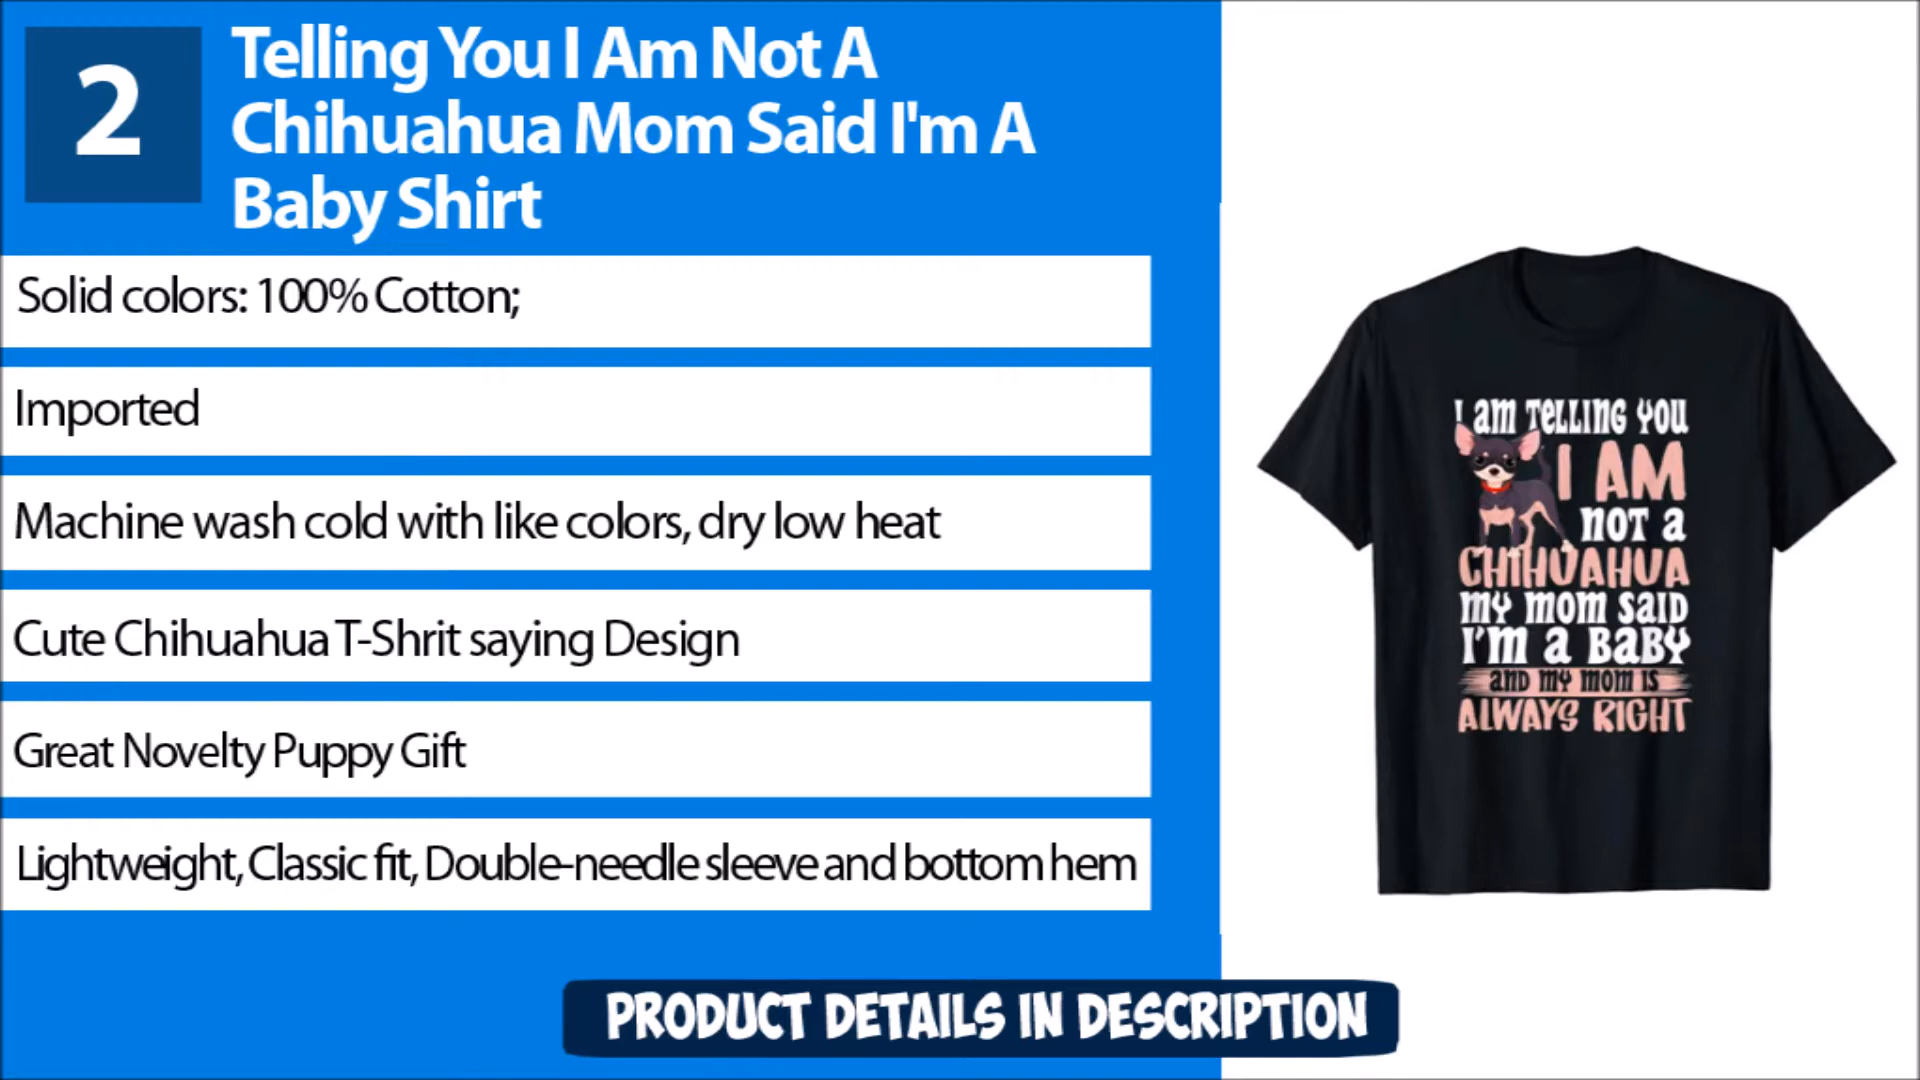 2
Telling You I Am Not A
Chihuahua Mom Said I'm A
Baby Shirt
Solid colors: 100% Cotton;
Imported
Machine wash cold with like colors, dry low heat
Cute Chihuahua T-Shrit saying Design
Great Novelty Puppy Gift
Lightweight, Classic fit, Double-needle sleeve and bottom hem
I am TeLLInG YOU
I AM
nOT a
CHIHUAHUA
mY mOm SaID
I'm a BaBY
anD mY mOm IS
ALWAYS RIGHT
PRODUCT DETAILS IN DESCRIPTION